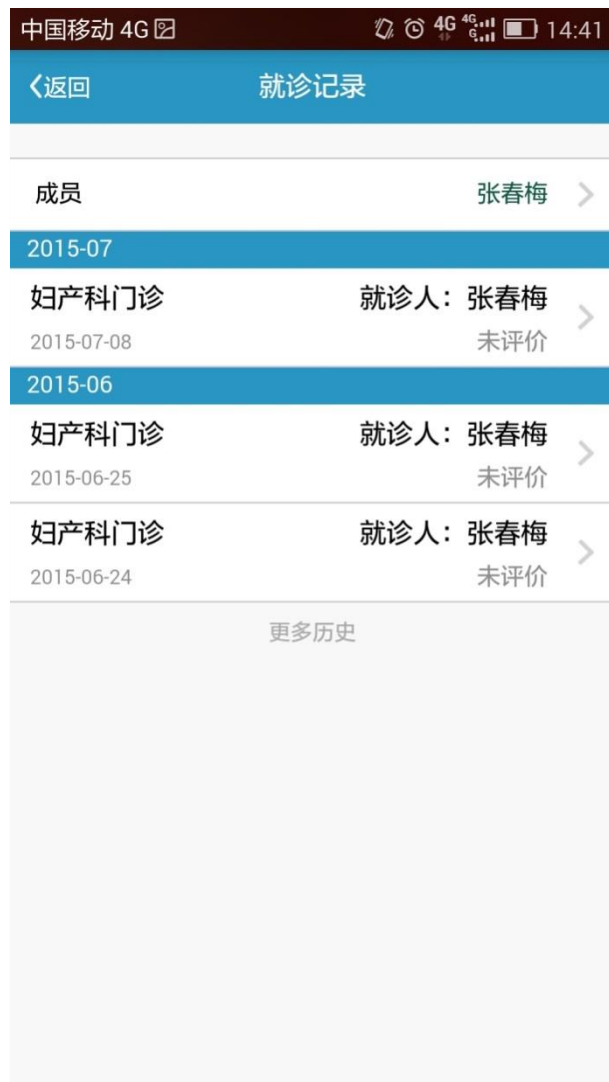 中国移动 4G 4G 4G G 14:41
返回 就诊记录
成员 张春梅
2015-07
妇产科门诊 就诊人：张春梅
2015-07-08 未评价
2015-06
妇产科门诊 就诊人：张春梅
2015-06-25 未评价
妇产科门诊 就诊人：张春梅
2015-06-24 未评价
更多历史